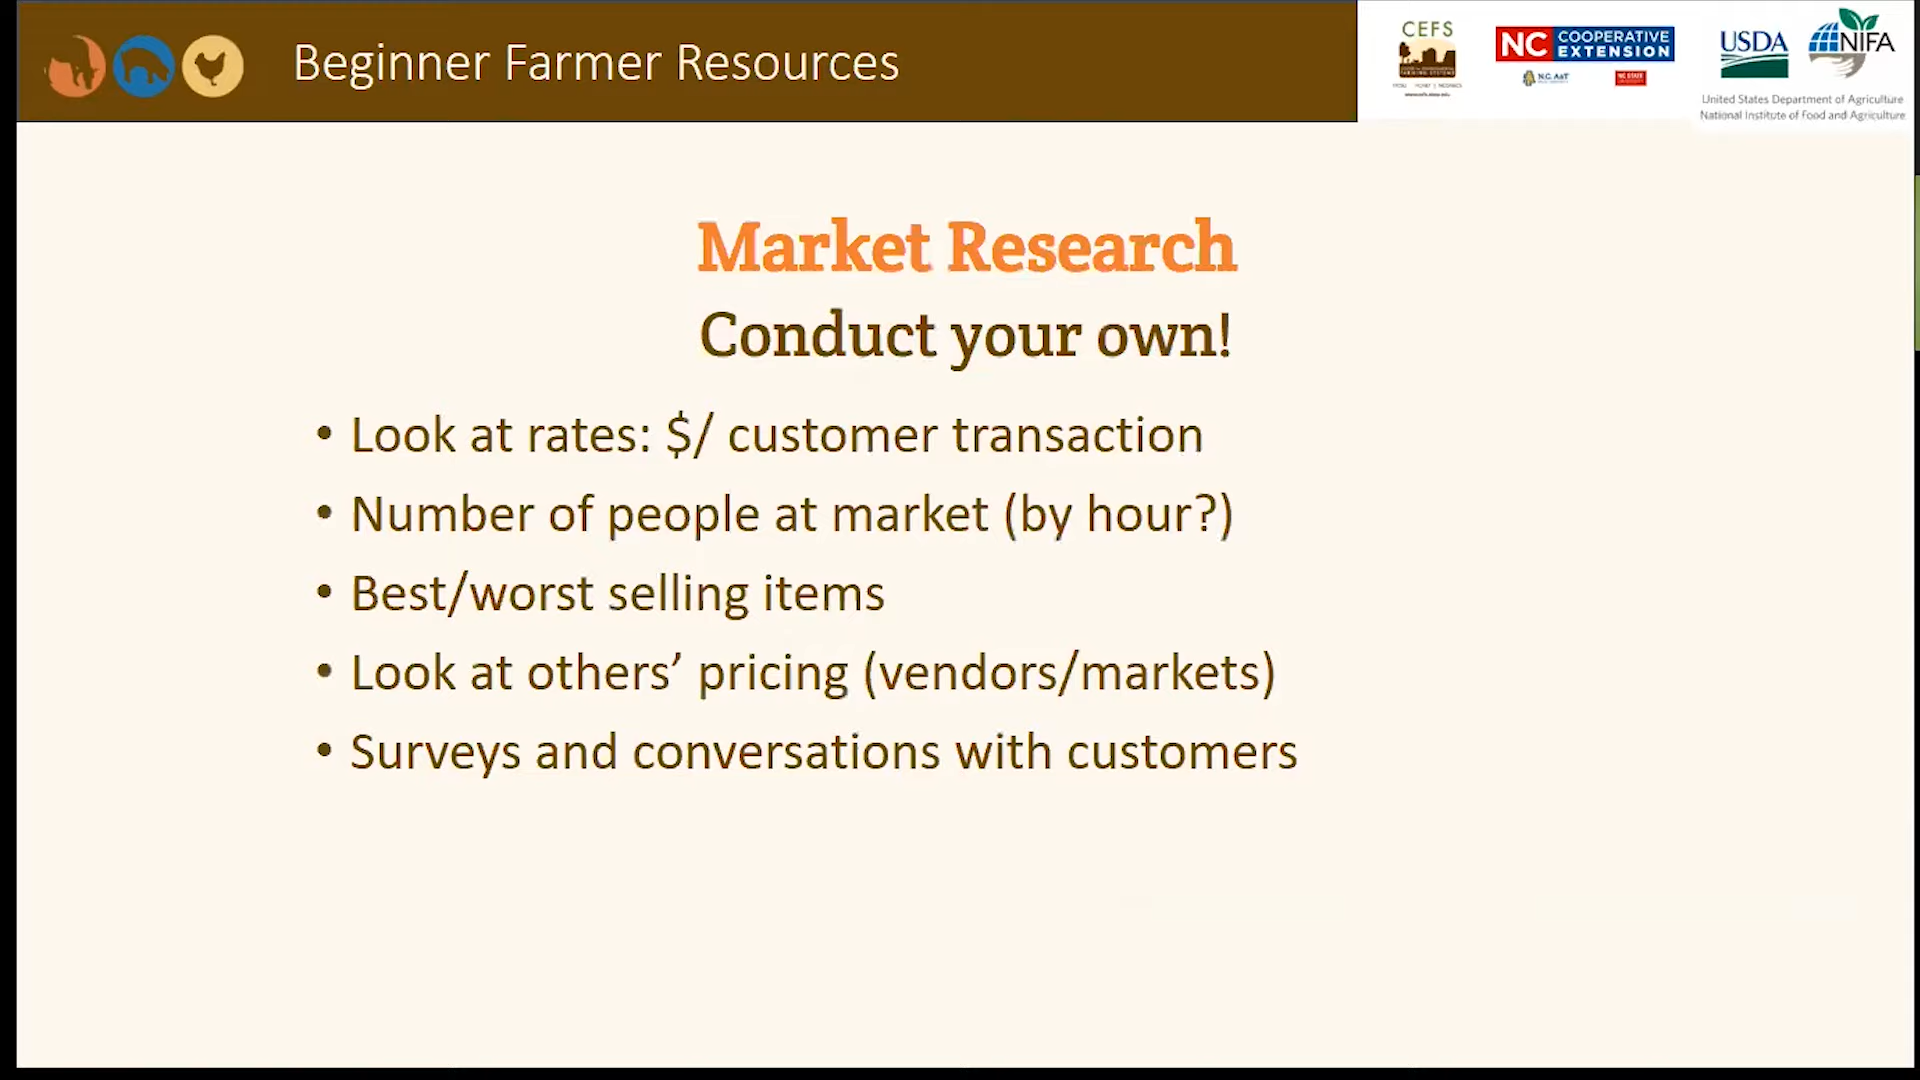 Beginner Farmer Resources
CEFS
NC COOPERATIVE EXTENSION
N.C. A&T
NC STATE
USDA
NIFA
United States Department of Agriculture
National Institute of Food and Agriculture
Market Research
Conduct your own!
• Look at rates: $/ customer transaction
• Number of people at market (by hour?)
• Best/worst selling items
• Look at others’ pricing (vendors/markets)
• Surveys and conversations with customers